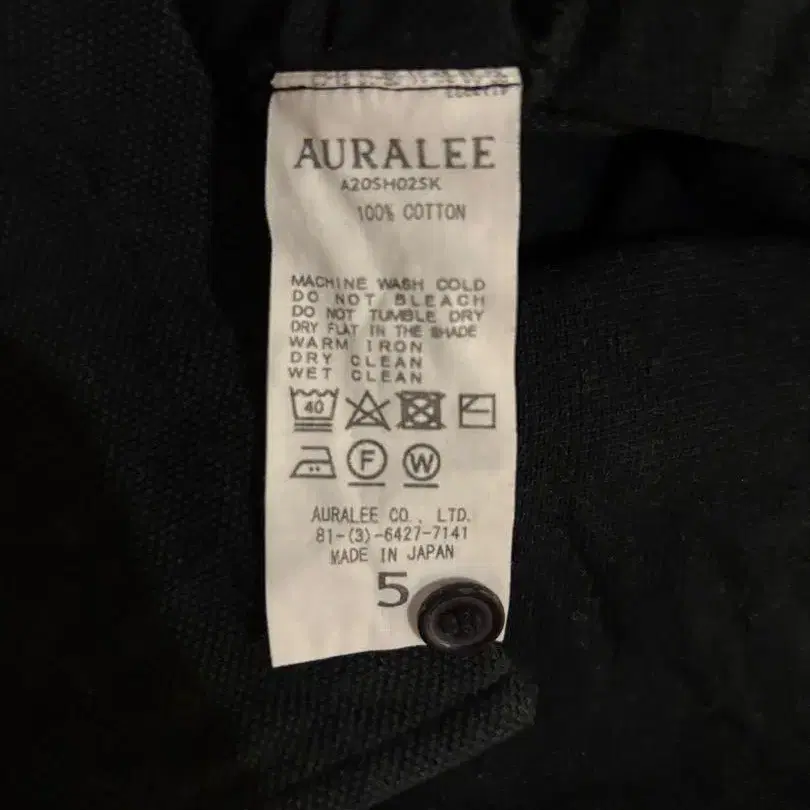 AURALEE
A20SH02SK
100% COTTON
MACHINE WASH COLD
DO NOT BLEACH
DO NOT TUMBLE DRY
DRY FLAT IN THE SHADE
WARM IRON
DRY CLEAN
WET CLEAN
40
F
W
AURALEE CO., LTD.
81-(3)-6427-7141
MADE IN JAPAN
5